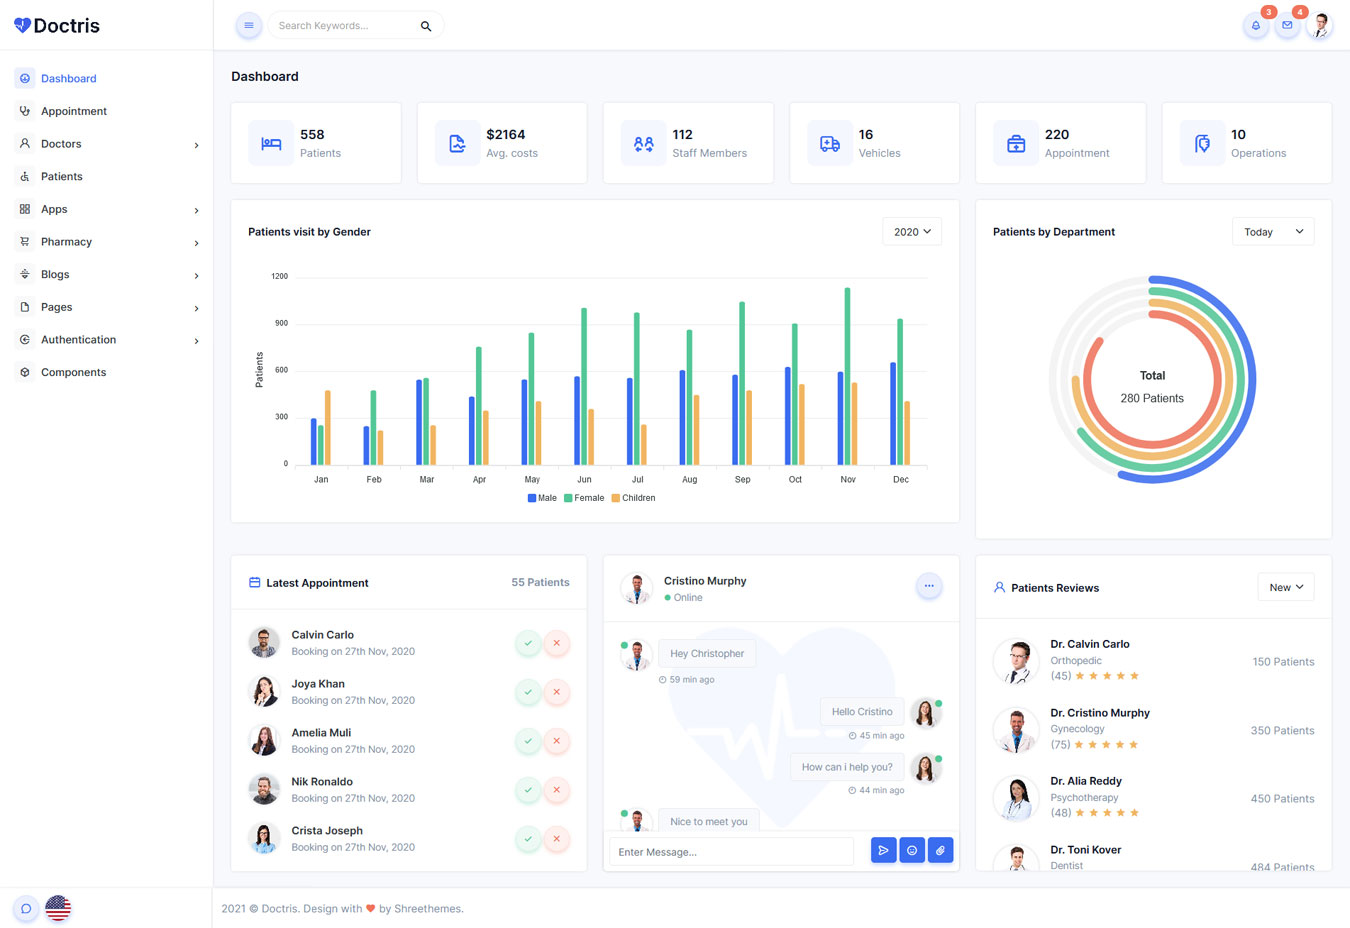 Doctris
Search Keywords...
3
4
Dashboard
Appointment
Doctors
Patients
Apps
Pharmacy
Blogs
Pages
Authentication
Components
Dashboard
558
Patients
$2164
Avg. costs
112
Staff Members
16
Vehicles
220
Appointment
10
Operations
Patients visit by Gender
2020
1200
900
600
300
0
Patients
Jan Feb Mar Apr May Jun Jul Aug Sep Oct Nov Dec
Male Female Children
Patients by Department
Today
Total
280 Patients
Latest Appointment
55 Patients
Calvin Carlo
Booking on 27th Nov, 2020
Joya Khan
Booking on 27th Nov, 2020
Amelia Muli
Booking on 27th Nov, 2020
Nik Ronaldo
Booking on 27th Nov, 2020
Crista Joseph
Booking on 27th Nov, 2020
Cristino Murphy
Online
Hey Christopher
59 min ago
Hello Cristino
45 min ago
How can i help you?
44 min ago
Nice to meet you
Enter Message...
Patients Reviews
New
Dr. Calvin Carlo
Orthopedic
(45)
150 Patients
Dr. Cristino Murphy
Gynecology
(75)
350 Patients
Dr. Alia Reddy
Psychotherapy
(48)
450 Patients
Dr. Toni Kover
Dentist
484 Patients
2021 © Doctris. Design with ❤ by Shreethemes.